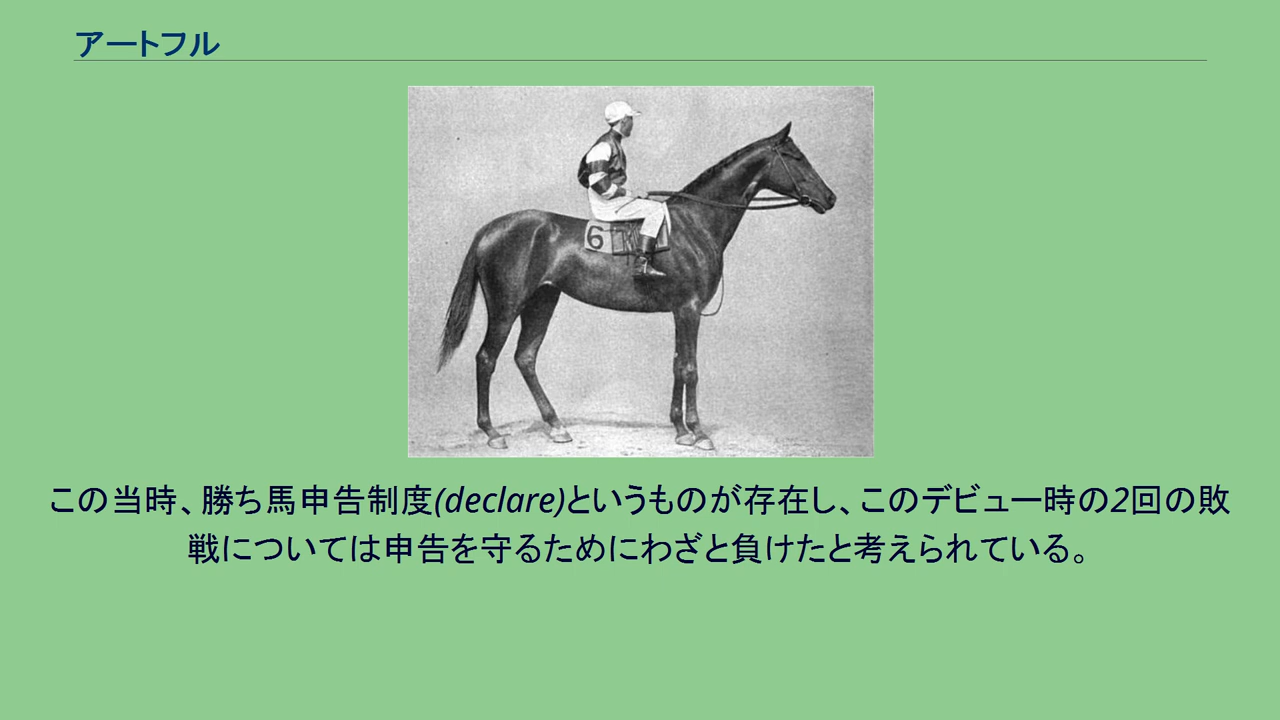 アートフル
6
この当時、勝ち馬申告制度(declare)というものが存在し、このデビュー時の2回の敗
戦については申告を守るためにわざと負けたと考えられている。